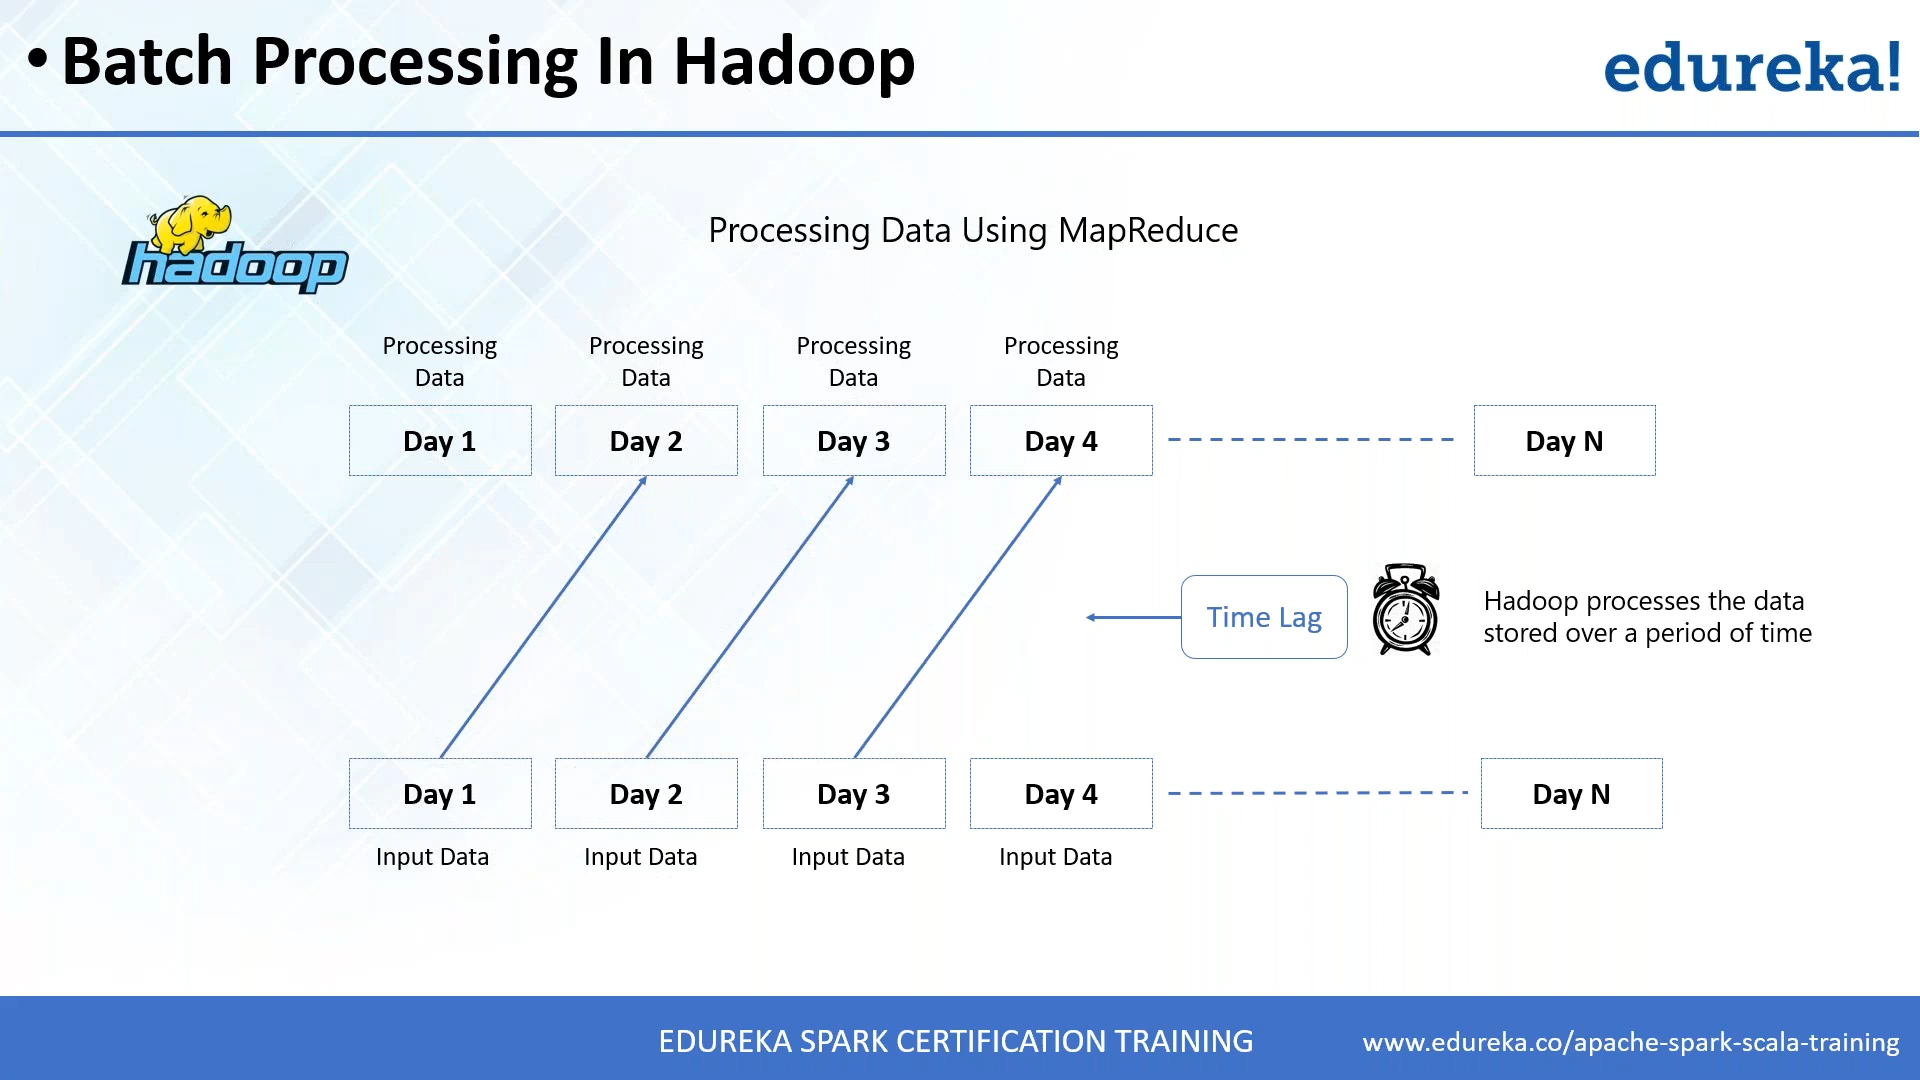 • Batch Processing In Hadoop
edureka!
hadoop
Processing Data Using MapReduce
Processing
Data
Processing
Data
Processing
Data
Processing
Data
Day 1
Day 2
Day 3
Day 4
Day N
Time Lag
Hadoop processes the data
stored over a period of time
Day 1
Day 2
Day 3
Day 4
Day N
Input Data
Input Data
Input Data
Input Data
EDUREKA SPARK CERTIFICATION TRAINING
www.edureka.co/apache-spark-scala-training